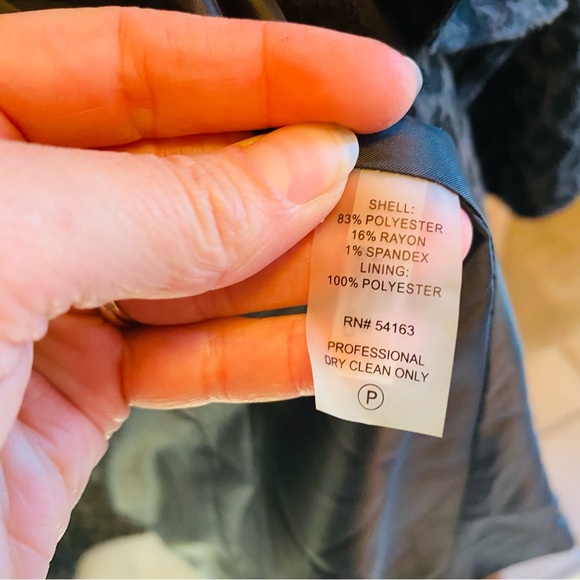 SHELL:
83% POLYESTER
16% RAYON
1% SPANDEX
LINING:
100% POLYESTER
RN# 54163
PROFESSIONAL
DRY CLEAN ONLY
P